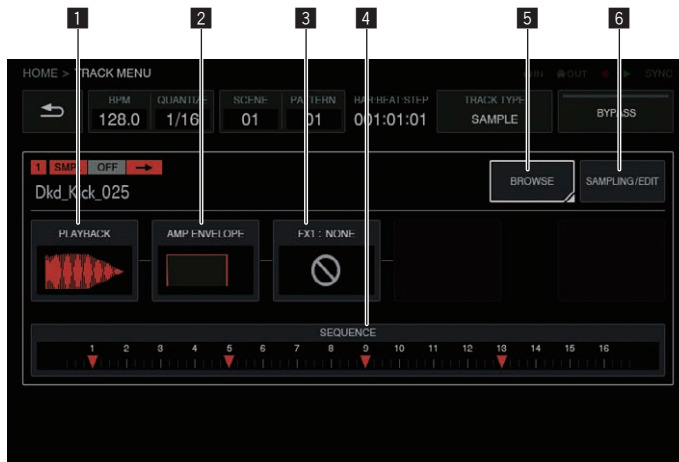 1 2 3 4 5 6
HOME > TRACK MENU IN OUT SYNC
BPM QUANTIZE SCENE PATTERN BAR:BEAT:STEP TRACK TYPE
128.0 1/16 01 01 001:01:01 SAMPLE BYPASS
1 SMP OFF
Dkd_Kick_025 BROWSE SAMPLING/EDIT
PLAYBACK AMP ENVELOPE FX1 : NONE
SEQUENCE
1 2 3 4 5 6 7 8 9 10 11 12 13 14 15 16